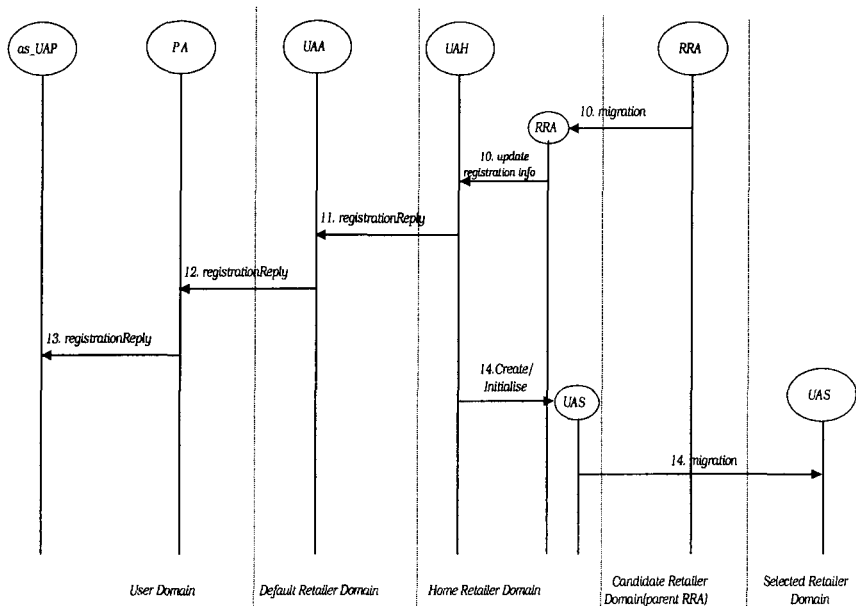 as_UAP
PA
UAA
UAH
RRA
10. migration
RRA
10. update
registration info
11. registrationReply
12. registrationReply
13. registrationReply
14.Create/
Initialise
UAS
UAS
14. migration
User Domain
Default Retailer Domain
Home Retailer Domain
Candidate Retailer
Domain(parent RRA)
Selected Retailer
Domain